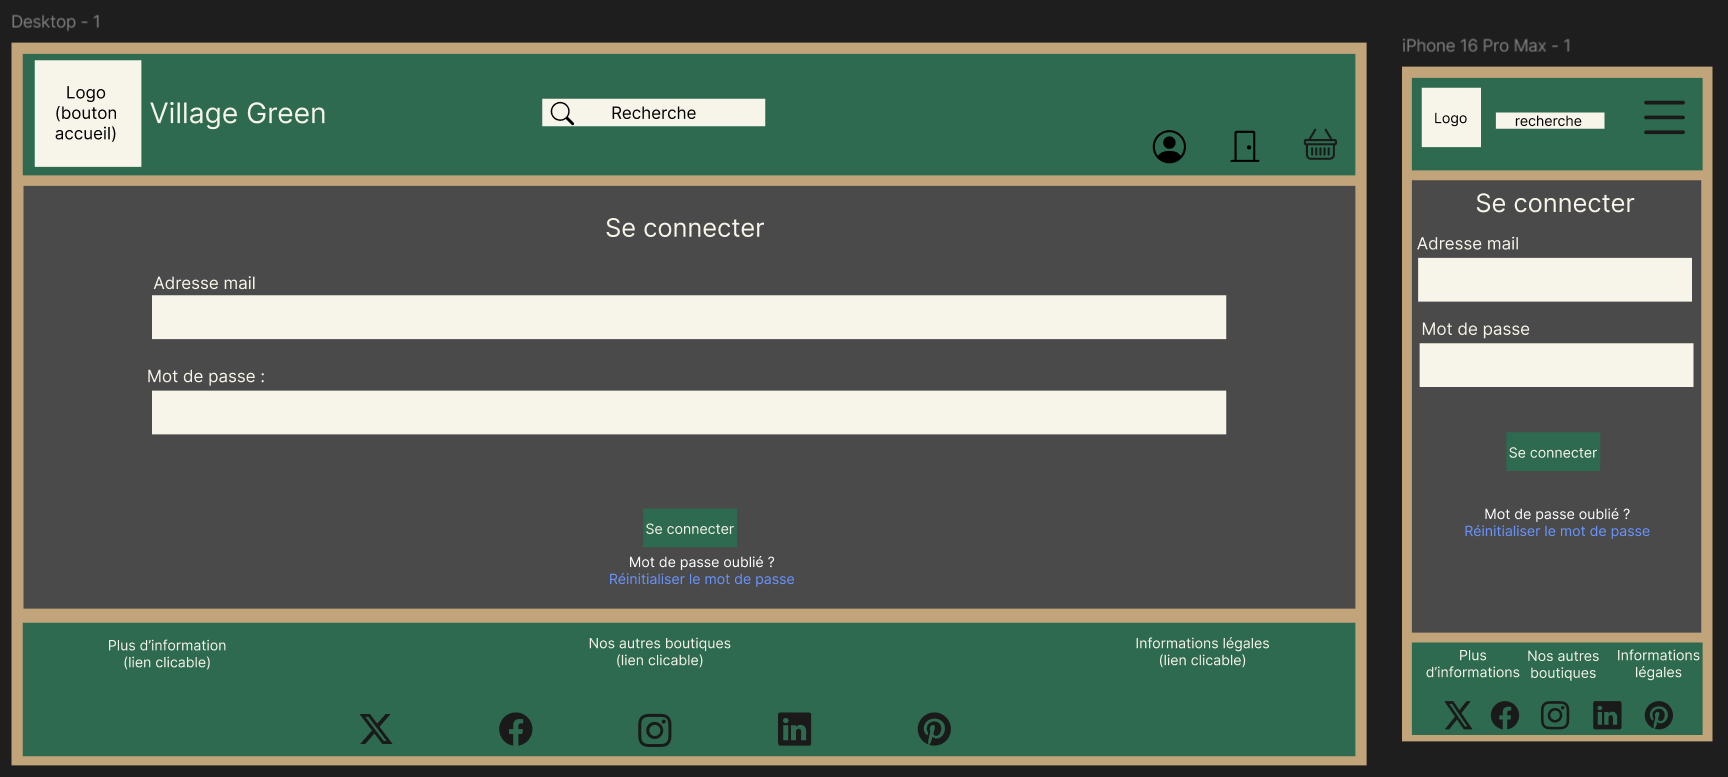 Desktop - 1
Logo
(bouton
accueil)
Village Green
Recherche
Se connecter
Adresse mail
Mot de passe :
Se connecter
Mot de passe oublié ?
Réinitialiser le mot de passe
Plus d'information
(lien clicable)
Nos autres boutiques
(lien clicable)
Informations légales
(lien clicable)
iPhone 16 Pro Max - 1
Logo
recherche
Se connecter
Adresse mail
Mot de passe
Se connecter
Mot de passe oublié ?
Réinitialiser le mot de passe
Plus
d'informations
Nos autres
boutiques
Informations
légales